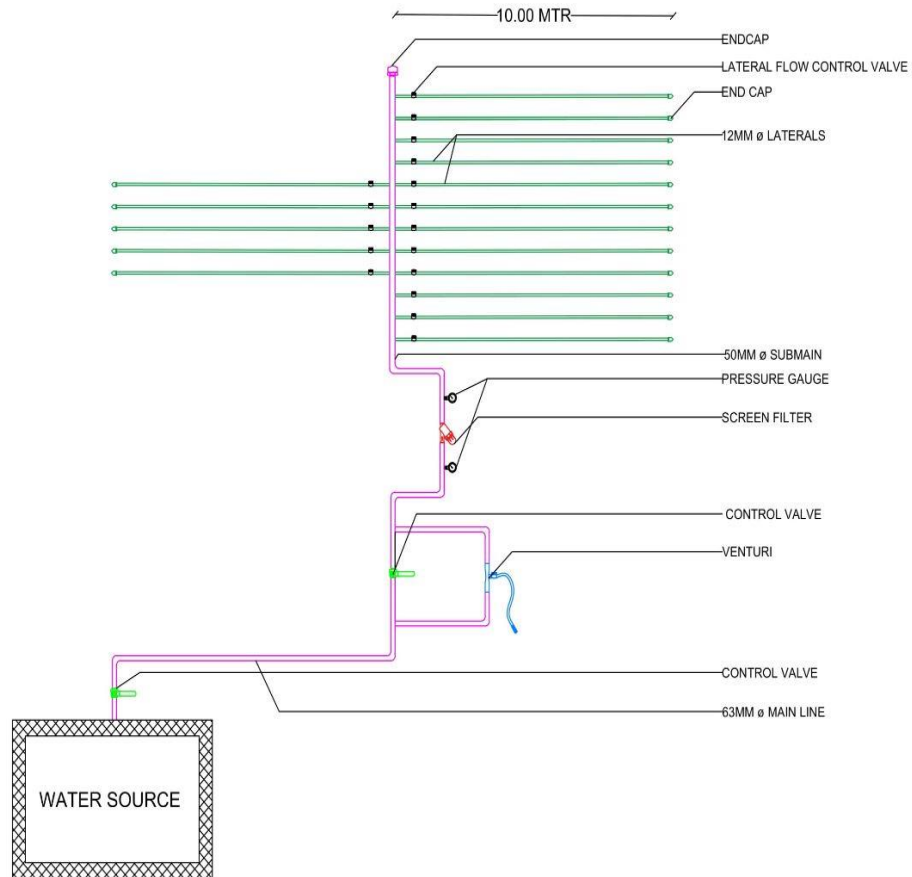 10.00 MTR
ENDCAP
LATERAL FLOW CONTROL VALVE
END CAP
12MM ø LATERALS
50MM ø SUBMAIN
PRESSURE GAUGE
SCREEN FILTER
CONTROL VALVE
VENTURI
CONTROL VALVE
63MM ø MAIN LINE
WATER SOURCE